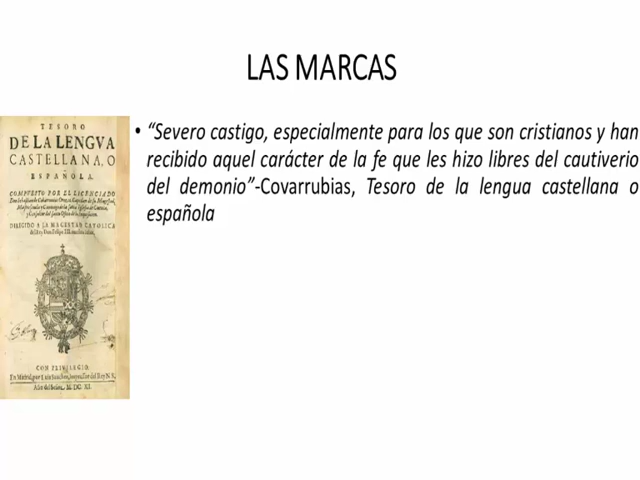 LAS MARCAS
• “Severo castigo, especialmente para los que son cristianos y han
recibido aquel carácter de la fe que les hizo libres del cautiverio
del demonio”-Covarrubias, Tesoro de la lengua castellana o
española
TESORO
DE LA LENGVA
CASTELLANA, O
ESPAÑOLA.
COMPVESTO POR EL LICENCIADO
DIRIGIDO A LA MAGESTAD CATOLICA
CON PRIVILEGIO.